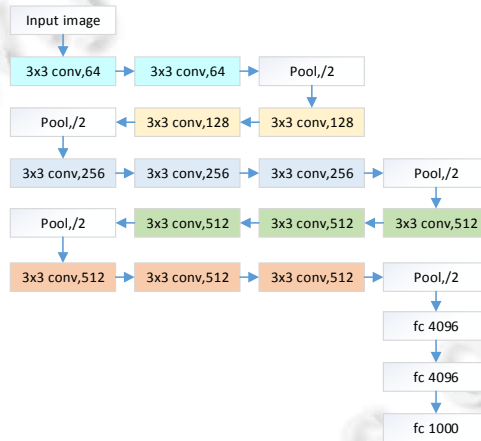 Input image
3x3 conv,64
3x3 conv,64
Pool,/2
3x3 conv,128
3x3 conv,128
Pool,/2
3x3 conv,256
3x3 conv,256
3x3 conv,256
Pool,/2
3x3 conv,512
3x3 conv,512
3x3 conv,512
Pool,/2
3x3 conv,512
3x3 conv,512
3x3 conv,512
Pool,/2
fc 4096
fc 4096
fc 1000